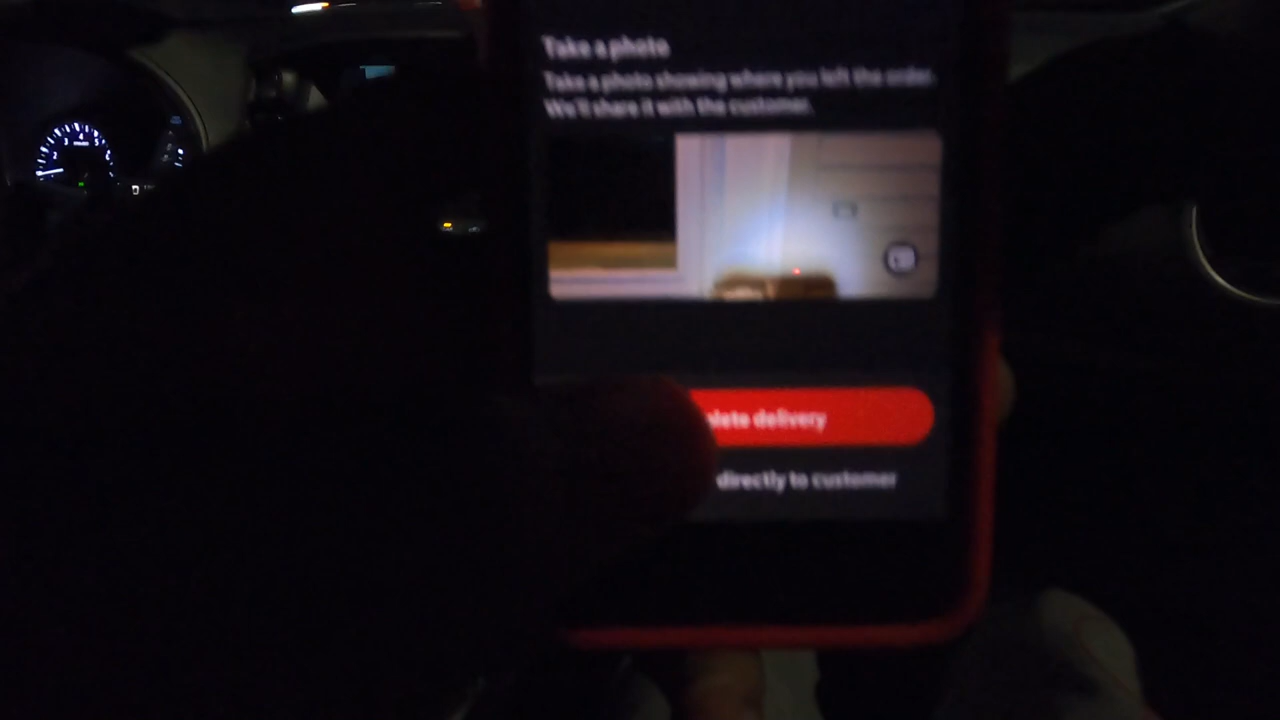 Take a photo
Take a photo showing where you left the order.
We'll share it with the customer.
delivery
directly to customer